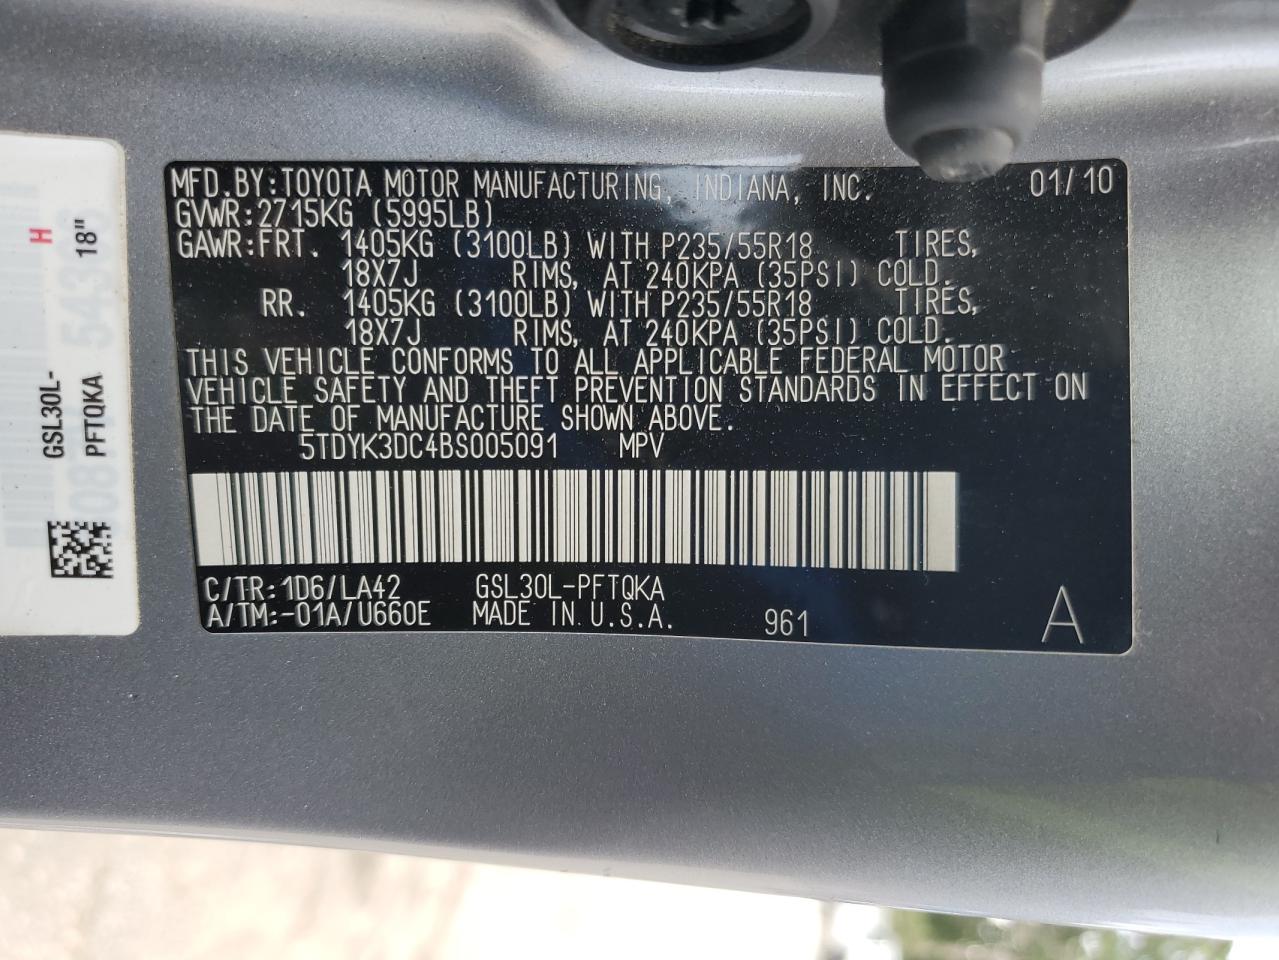 MFD.BY:TOYOTA MOTOR MANUFACTURING, INDIANA, INC. 01/10
GVWR:2715KG (5995LB)
GAWR:FRT. 1405KG (3100LB) WITH P235/55R18 TIRES,
18X7J RIMS, AT 240KPA (35PSI) COLD.
RR. 1405KG (3100LB) WITH P235/55R18 TIRES,
18X7J RIMS, AT 240KPA (35PSI) COLD.
THIS VEHICLE CONFORMS TO ALL APPLICABLE FEDERAL MOTOR
VEHICLE SAFETY AND THEFT PREVENTION STANDARDS IN EFFECT ON
THE DATE OF MANUFACTURE SHOWN ABOVE.
5TDYK3DC4BS005091 MPV
C/TR:1D6/LA42 GSL30L-PFTQKA
A/TM:-01A/U660E MADE IN U.S.A. 961 A
H
GSL30L-
PFTQKA 18"